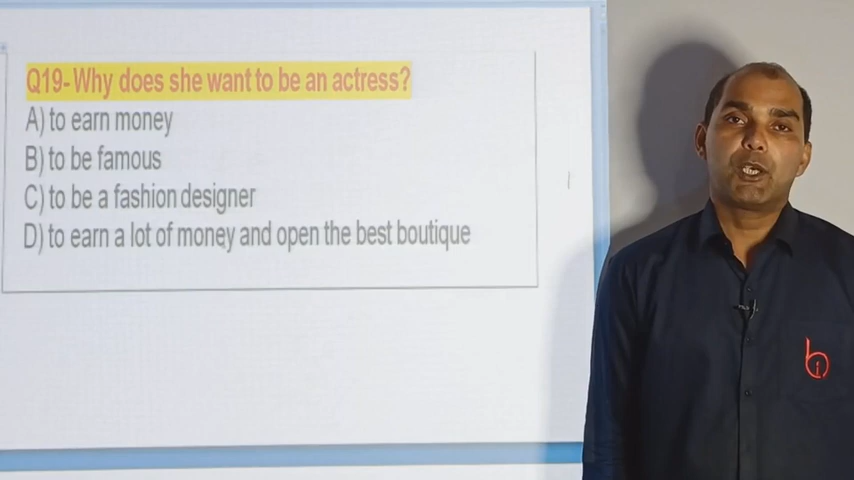 Q19- Why does she want to be an actress?
A) to earn money
B) to be famous
C) to be a fashion designer
D) to earn a lot of money and open the best boutique
bi